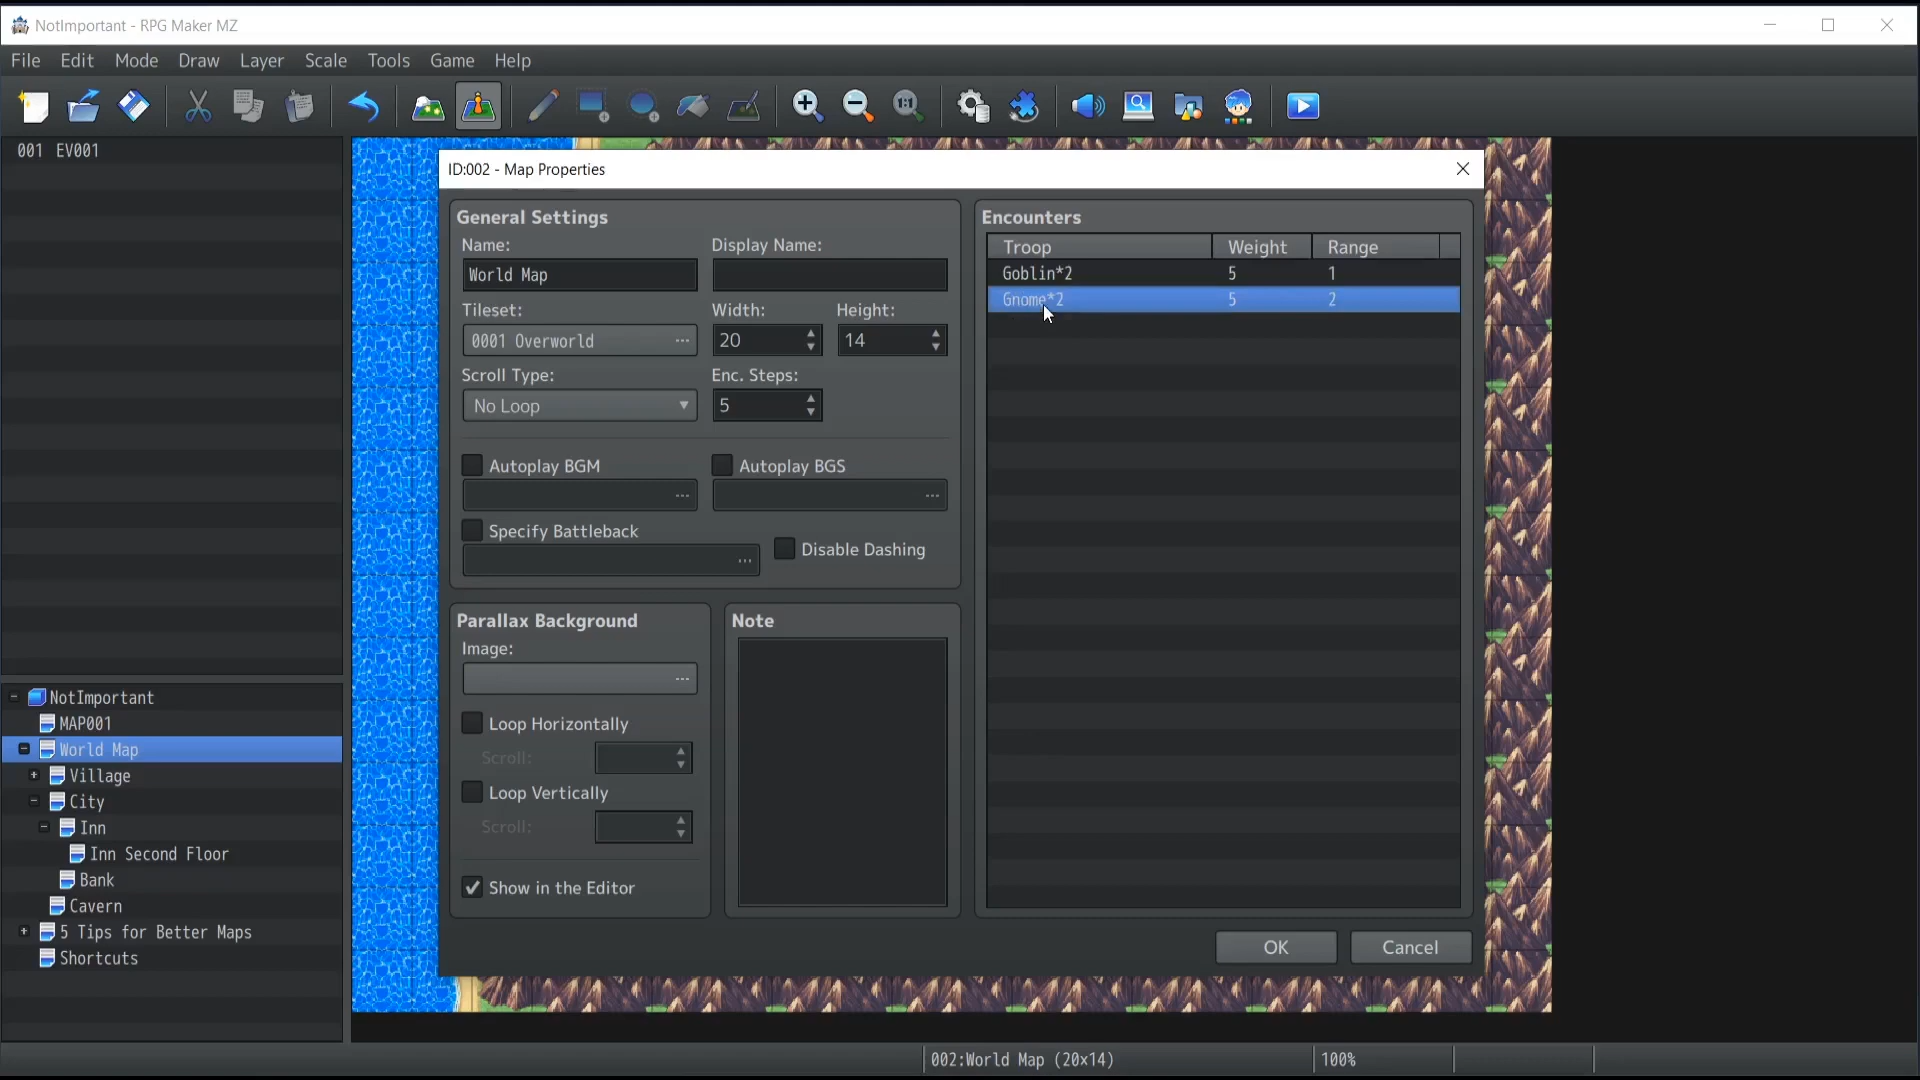 NotImportant - RPG Maker MZ
File Edit Mode Draw Layer Scale Tools Game Help
1:1
001 EV001
ID:002 - Map Properties
General Settings
Name:
Display Name:
World Map
Tileset:
Width:
Height:
0001 Overworld
20
14
Scroll Type:
Enc. Steps:
No Loop
5
Autoplay BGM
Autoplay BGS
Specify Battleback
Disable Dashing
Parallax Background
Image:
Loop Horizontally
Scroll:
Loop Vertically
Scroll:
Show in the Editor
Note
Encounters
Troop Weight Range
Goblin*2 5 1
Gnome*2 5 2
OK
Cancel
NotImportant
MAP001
World Map
Village
City
Inn
Inn Second Floor
Bank
Cavern
5 Tips for Better Maps
Shortcuts
002:World Map (20x14)
100%